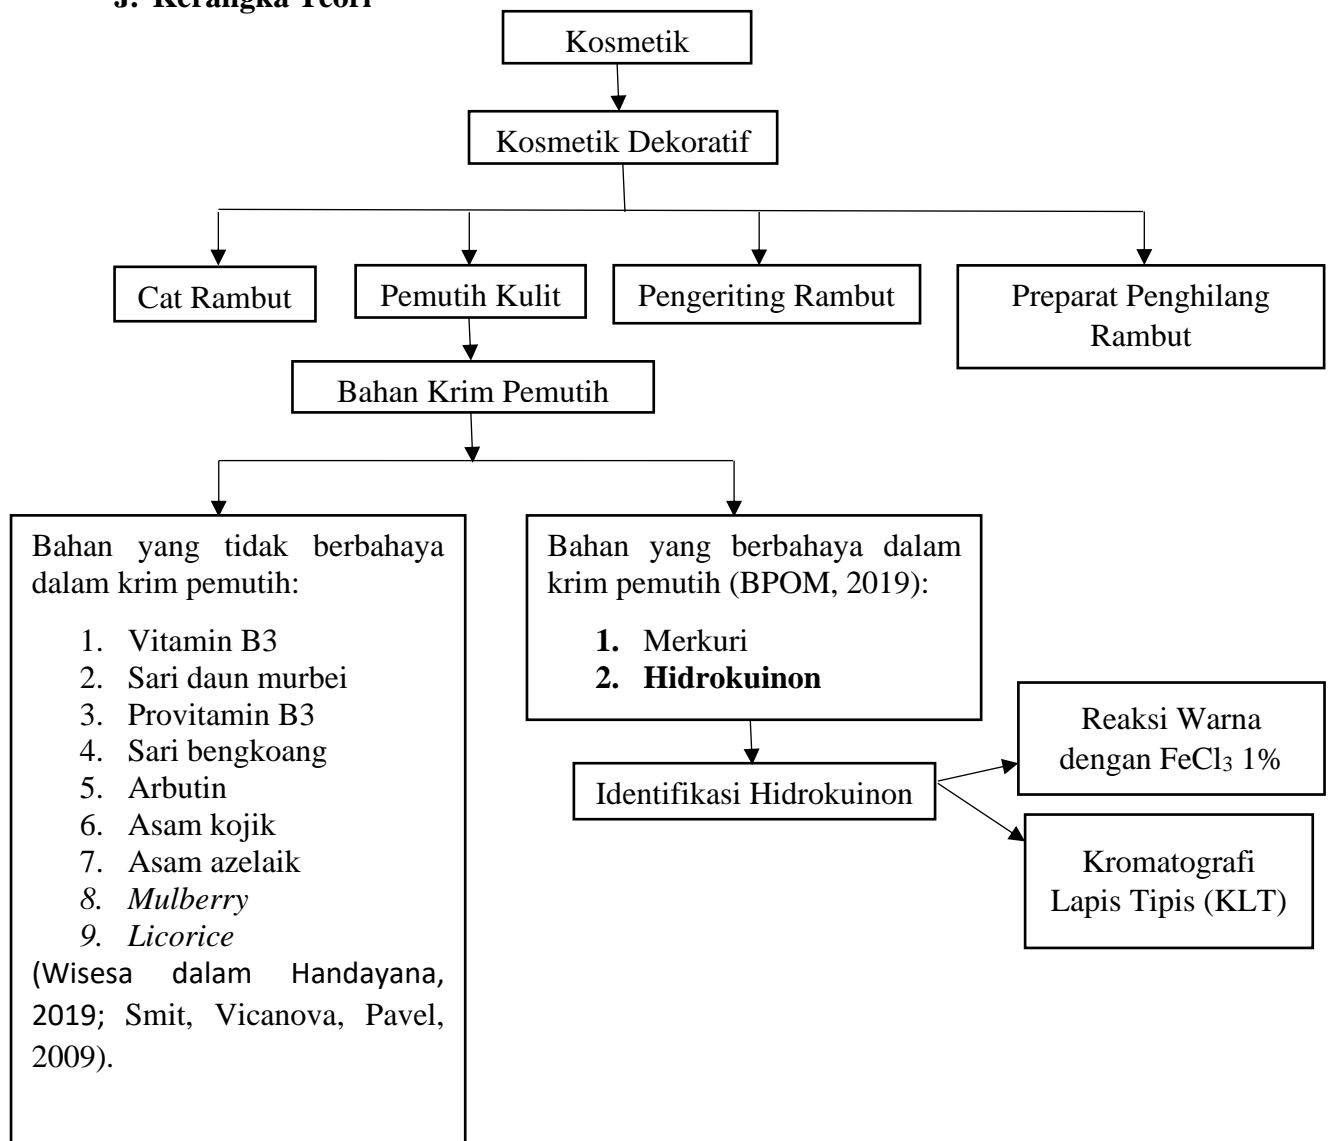 J. Kerangka Teori
Kosmetik
Kosmetik Dekoratif
Cat Rambut
Pemutih Kulit
Pengeriting Rambut
Preparat Penghilang
Rambut
Bahan Krim Pemutih
Bahan yang tidak berbahaya
dalam krim pemutih:
1. Vitamin B3
2. Sari daun murbei
3. Provitamin B3
4. Sari bengkoang
5. Arbutin
6. Asam kojik
7. Asam azelaik
8. Mulberry
9. Licorice
(Wisesa dalam Handayana,
2019; Smit, Vicanova, Pavel,
2009).
Bahan yang berbahaya dalam
krim pemutih (BPOM, 2019):
1. Merkuri
2. Hidrokuinon
Identifikasi Hidrokuinon
Reaksi Warna
dengan FeCl₃ 1%
Kromatografi
Lapis Tipis (KLT)